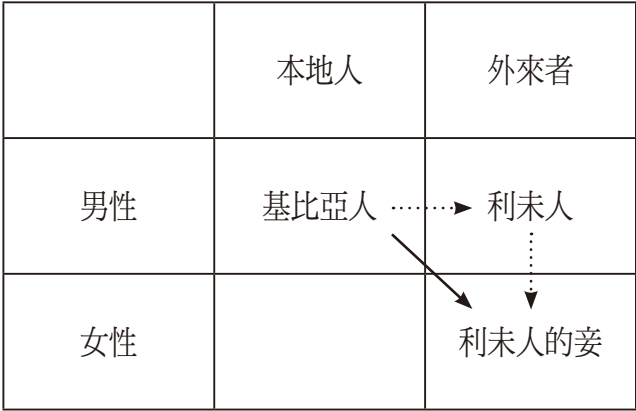 本地人 外來者
男性 基比亞人 利未人
女性 利未人的妾